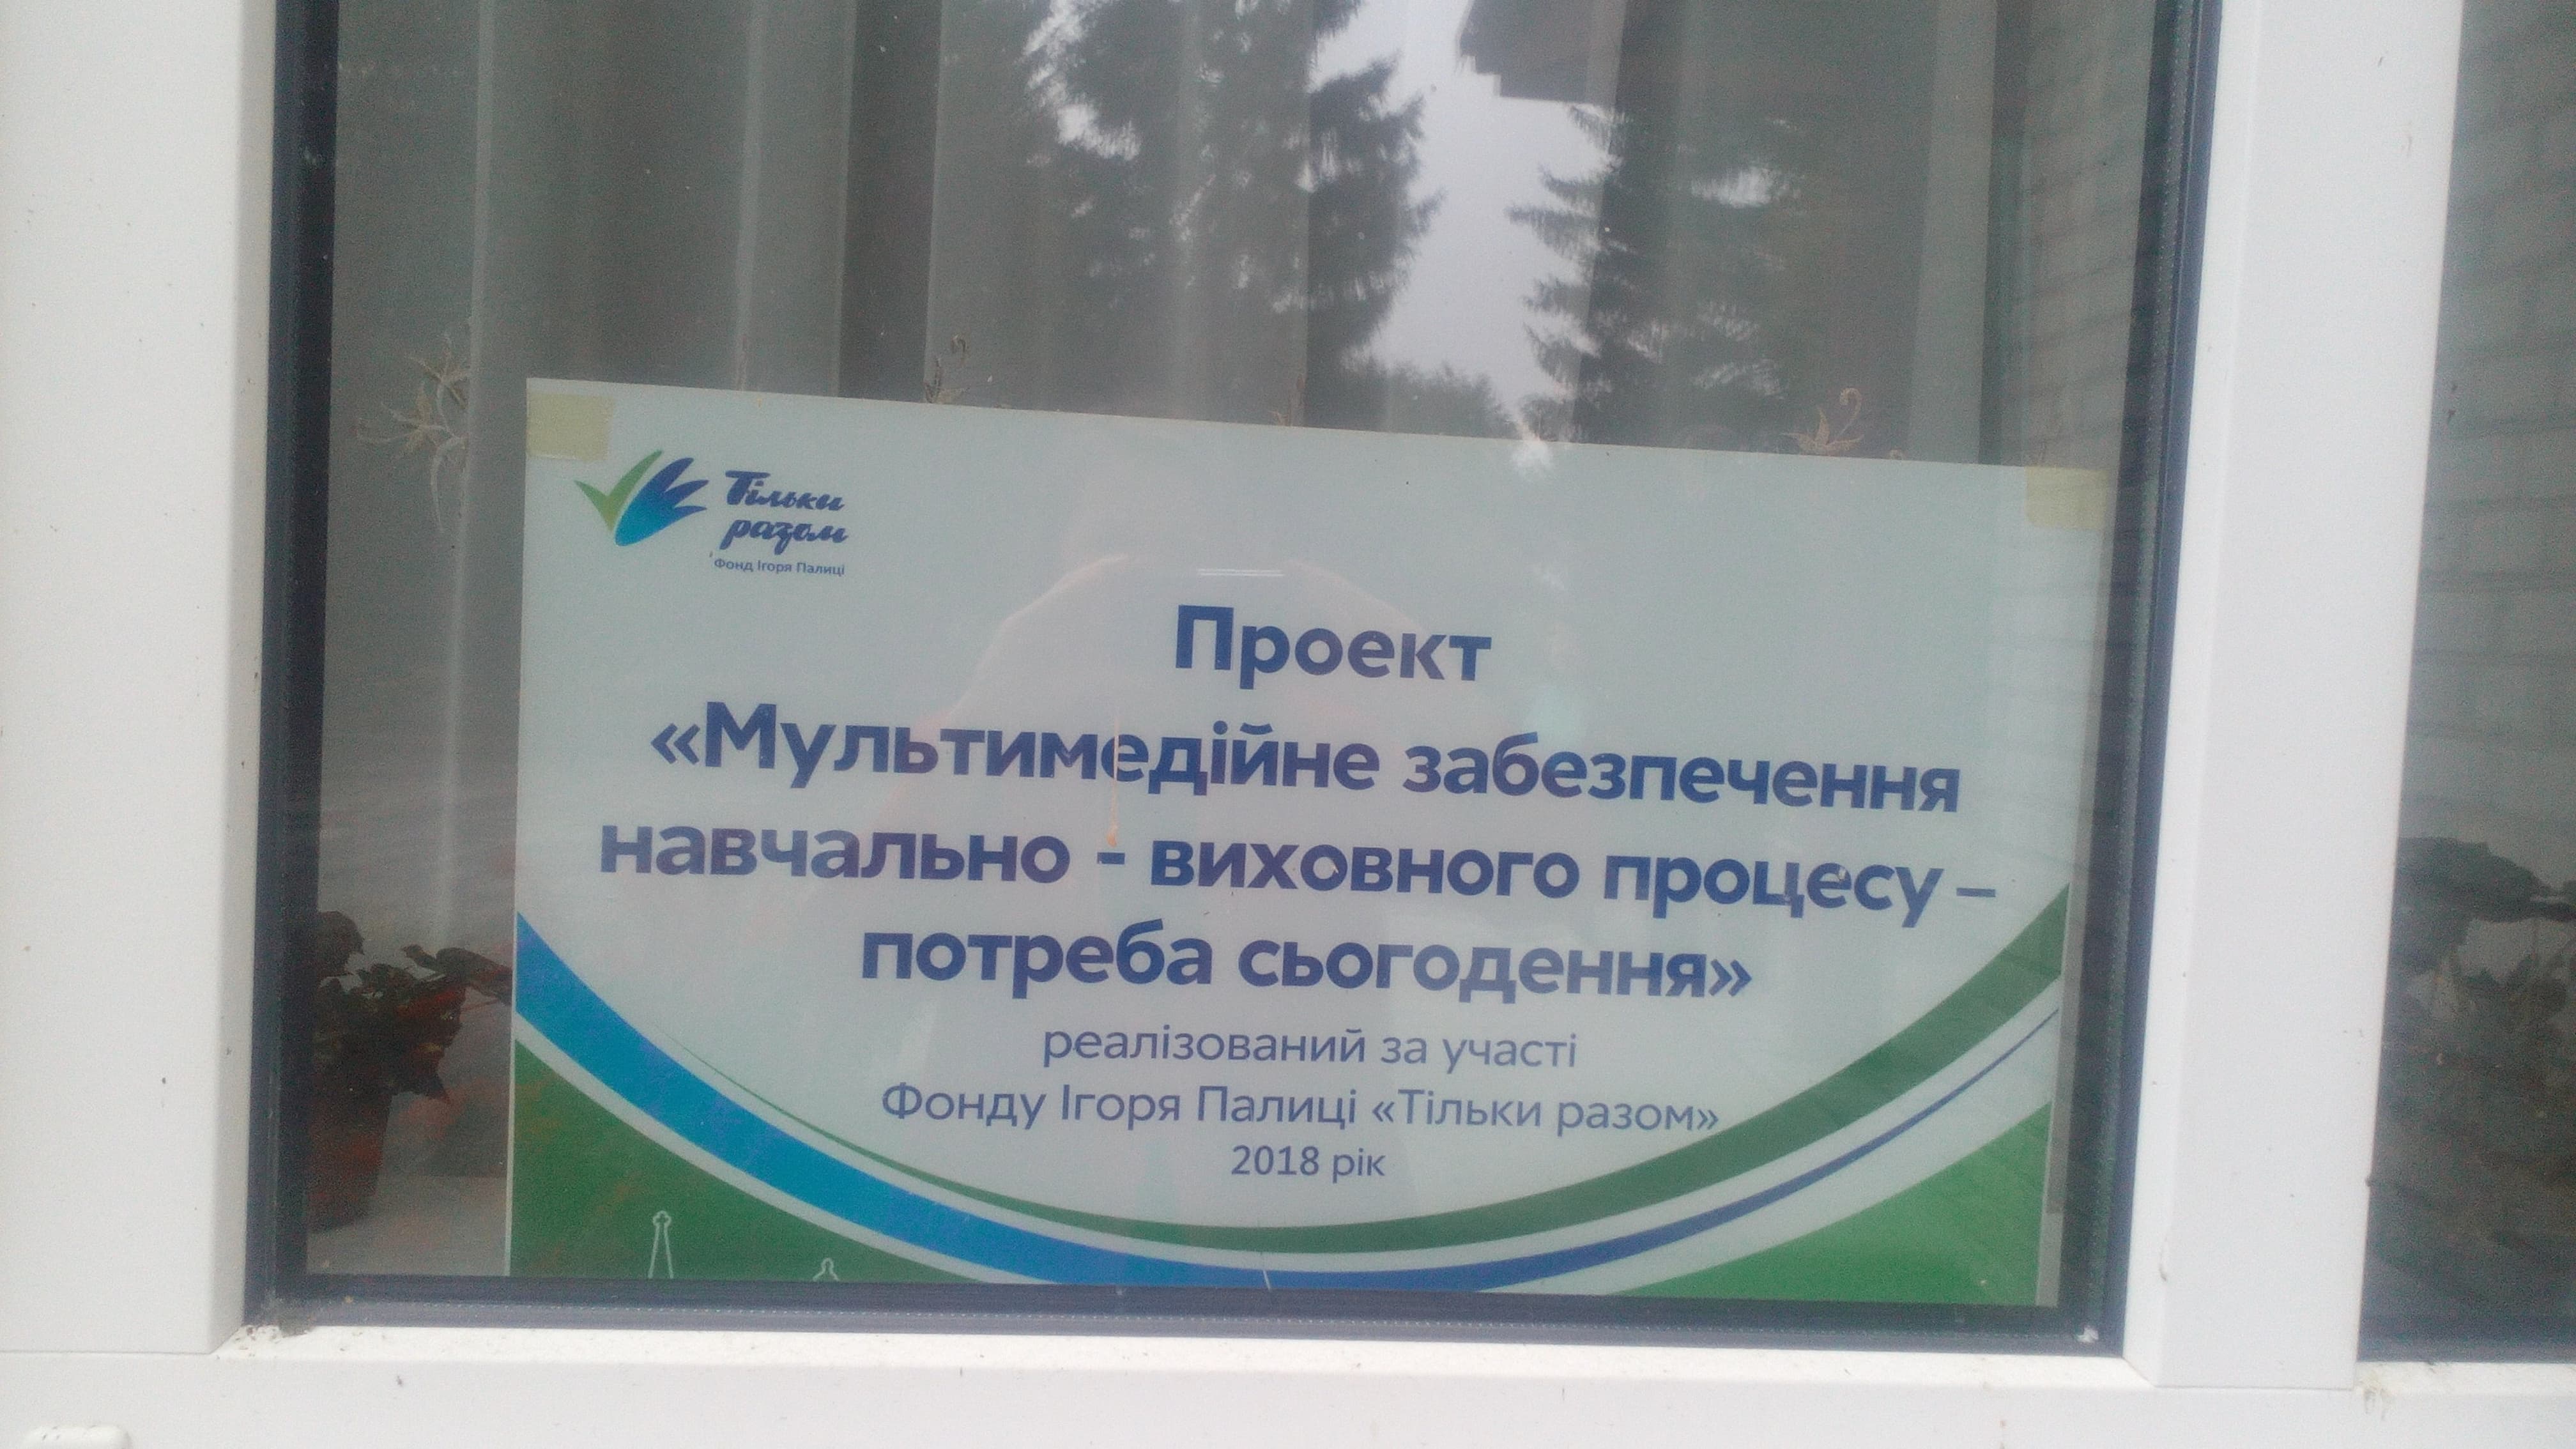 Тільки
разом
Фонд Ігоря Палиці
Проект
«Мультимедійне забезпечення
навчально - виховного процесу –
потреба сьогодення»
реалізований за участі
Фонду Ігоря Палиці «Тільки разом»
2018 рік